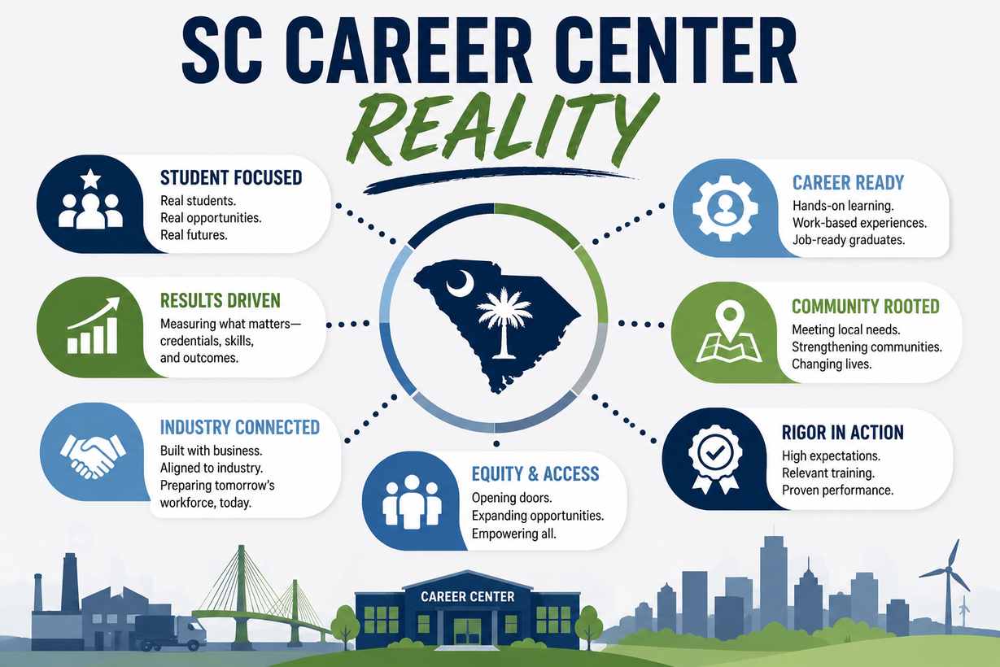 SC CAREER CENTER
REALITY
STUDENT FOCUSED
Real students.
Real opportunities.
Real futures.
RESULTS DRIVEN
Measuring what matters—
credentials, skills,
and outcomes.
INDUSTRY CONNECTED
Built with business.
Aligned to industry.
Preparing tomorrow's
workforce, today.
EQUITY & ACCESS
Opening doors.
Expanding opportunities.
Empowering all.
CAREER READY
Hands-on learning.
Work-based experiences.
Job-ready graduates.
COMMUNITY ROOTED
Meeting local needs.
Strengthening communities.
Changing lives.
RIGOR IN ACTION
High expectations.
Relevant training.
Proven performance.
CAREER CENTER